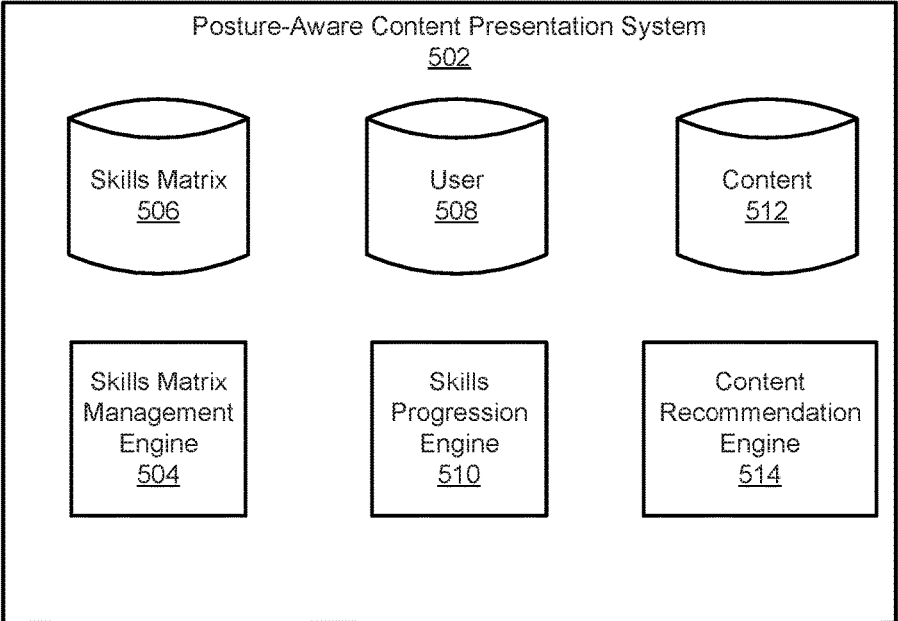 Posture-Aware Content Presentation System
502
Skills Matrix
506
User
508
Content
512
Skills Matrix
Management
Engine
504
Skills
Progression
Engine
510
Content
Recommendation
Engine
514